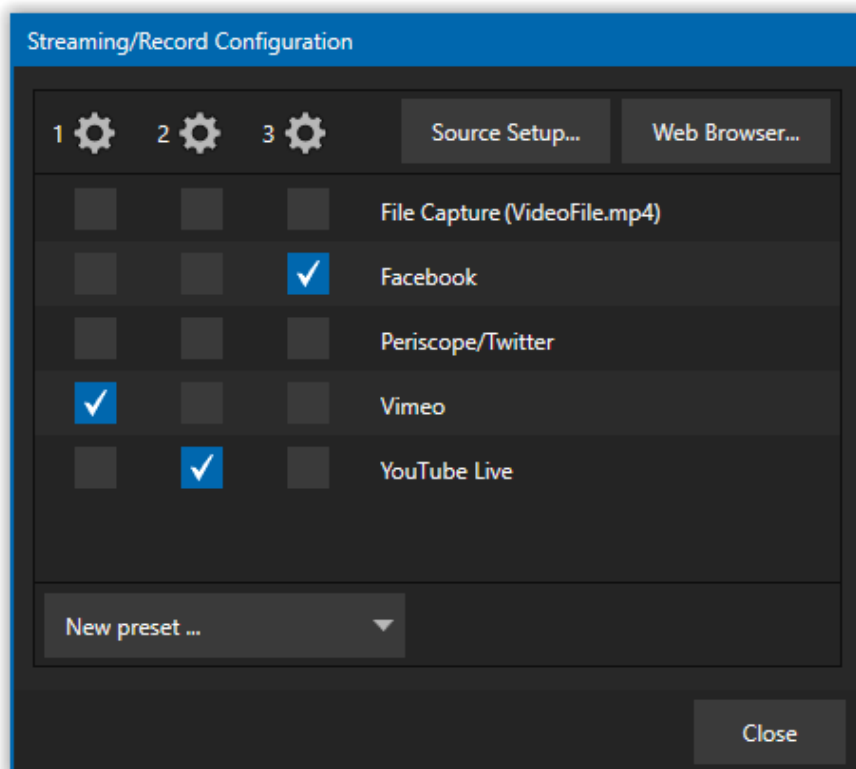 Streaming/Record Configuration
1 2 3 Source Setup... Web Browser...
File Capture (VideoFile.mp4)
Facebook
Periscope/Twitter
Vimeo
YouTube Live
New preset ...
Close